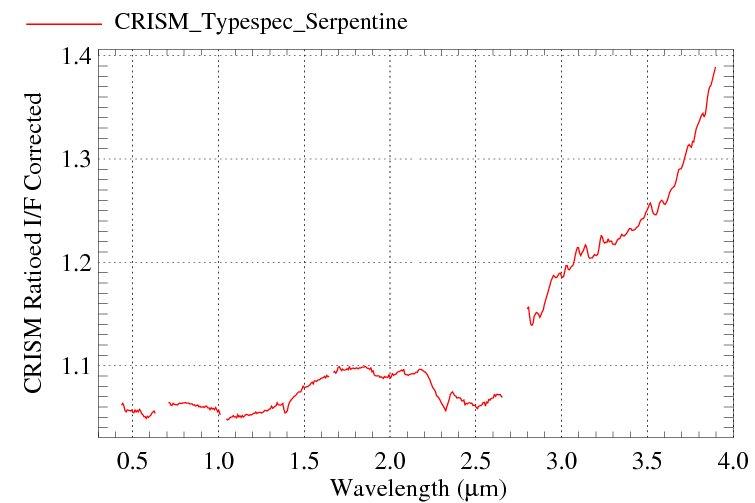 CRISM_Typespec_Serpentine
1.4
1.3
1.2
1.1
CRISM Ratioed I/F Corrected
0.5 1.0 1.5 2.0 2.5 3.0 3.5 4.0
Wavelength (μm)